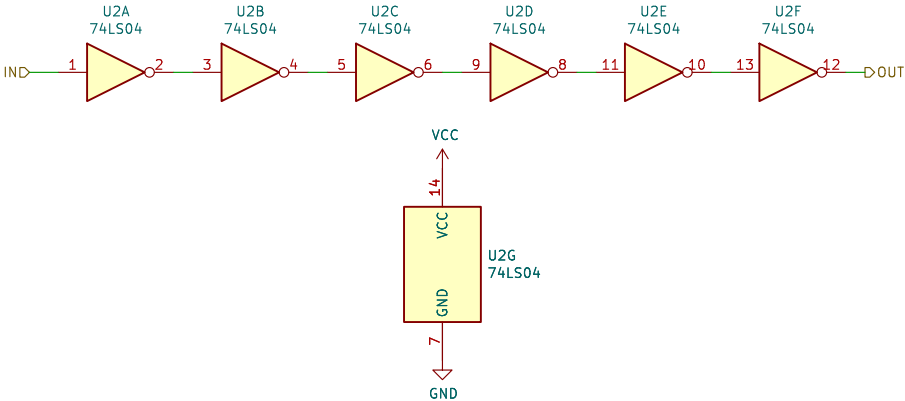 U2A
74LS04
U2B
74LS04
U2C
74LS04
U2D
74LS04
U2E
74LS04
U2F
74LS04
IN 1 2 3 4 5 6 9 8 11 10 13 12 OUT
VCC
14
VCC
U2G
74LS04
GND
7
GND